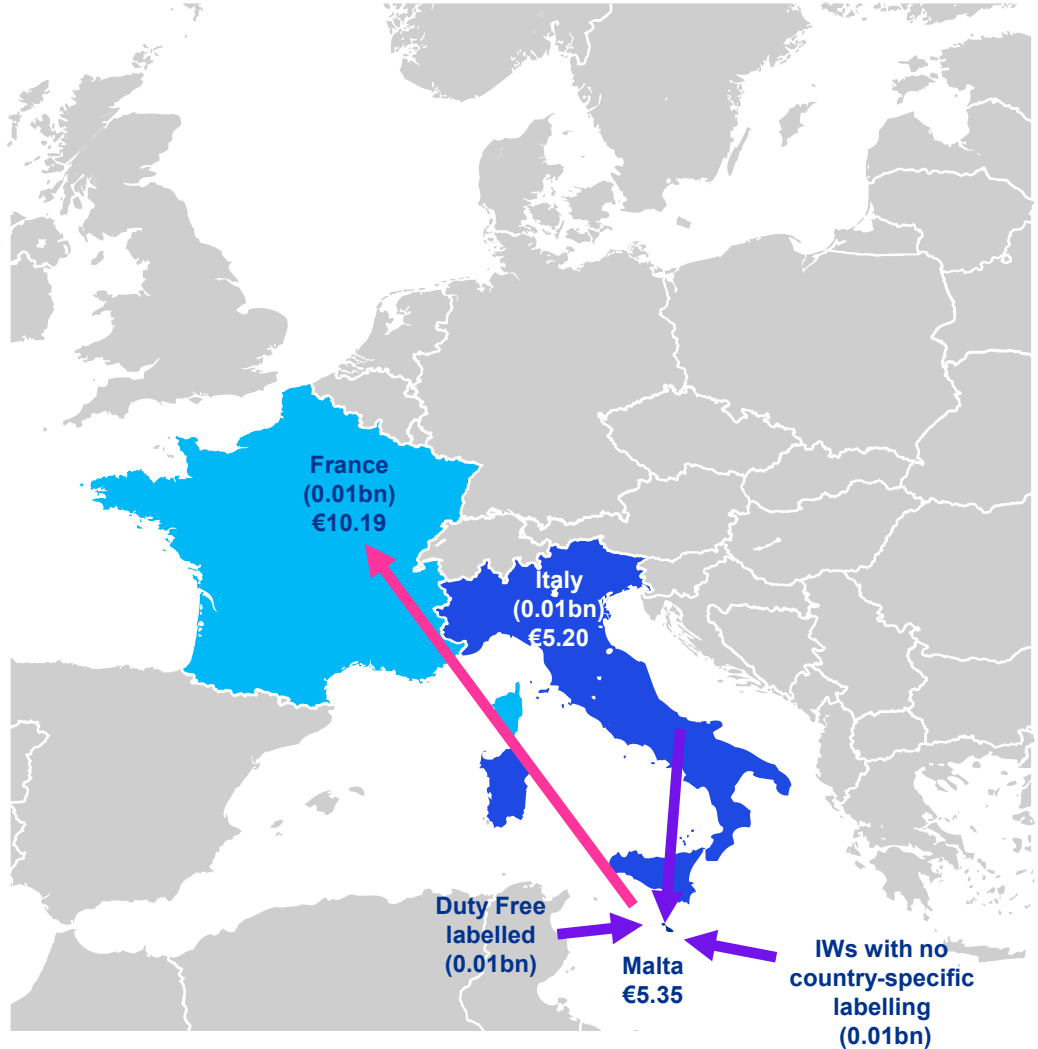 France
(0.01bn)
€10.19
Italy
(0.01bn)
€5.20
Duty Free
labelled
(0.01bn)
Malta
€5.35
IWs with no
country-specific
labelling
(0.01bn)